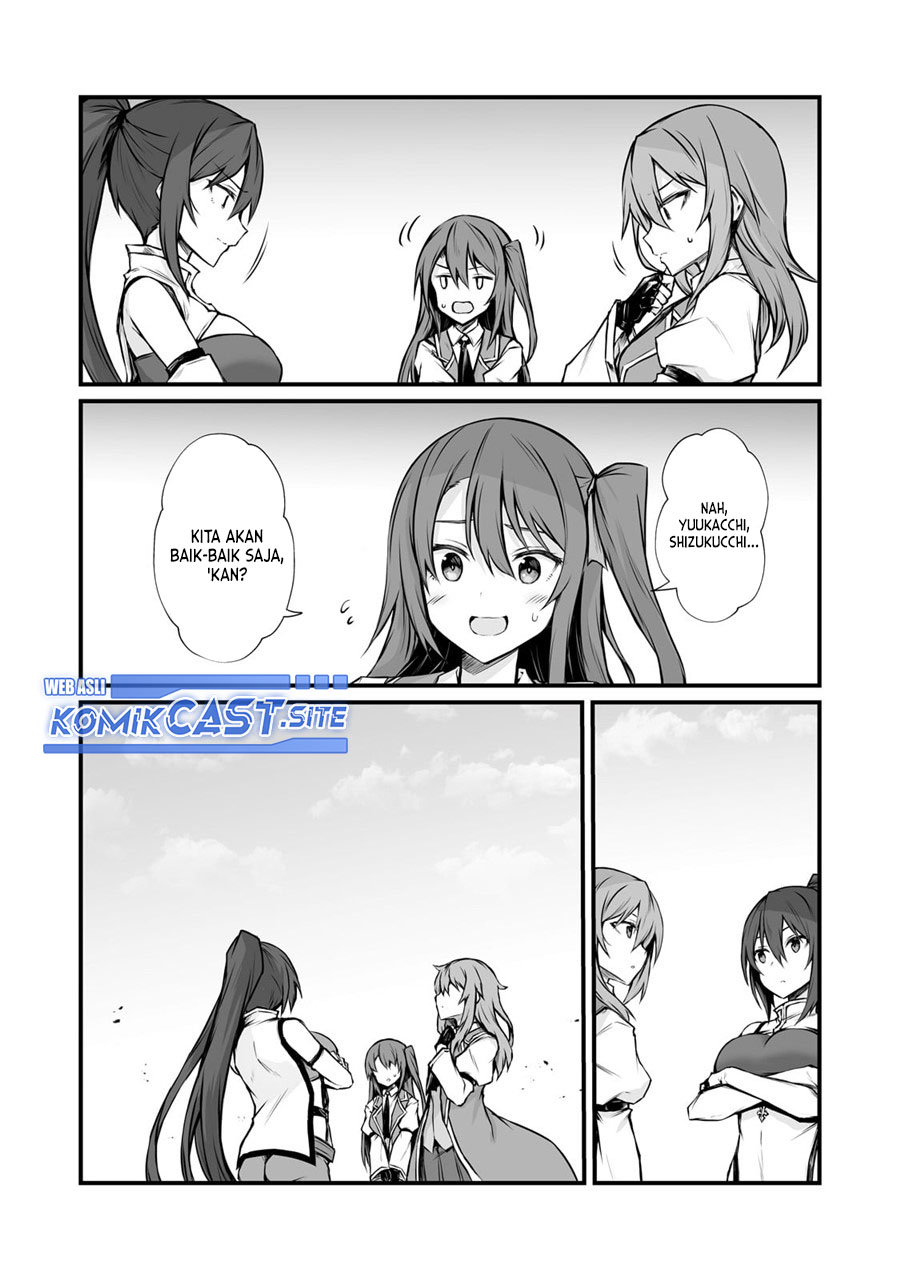 NAH,
YUUKACCHI,
SHIZUKUCCHI...
KITA AKAN
BAIK-BAIK SAJA,
'KAN?
WEB ASLI
KOMIKCAST.SITE